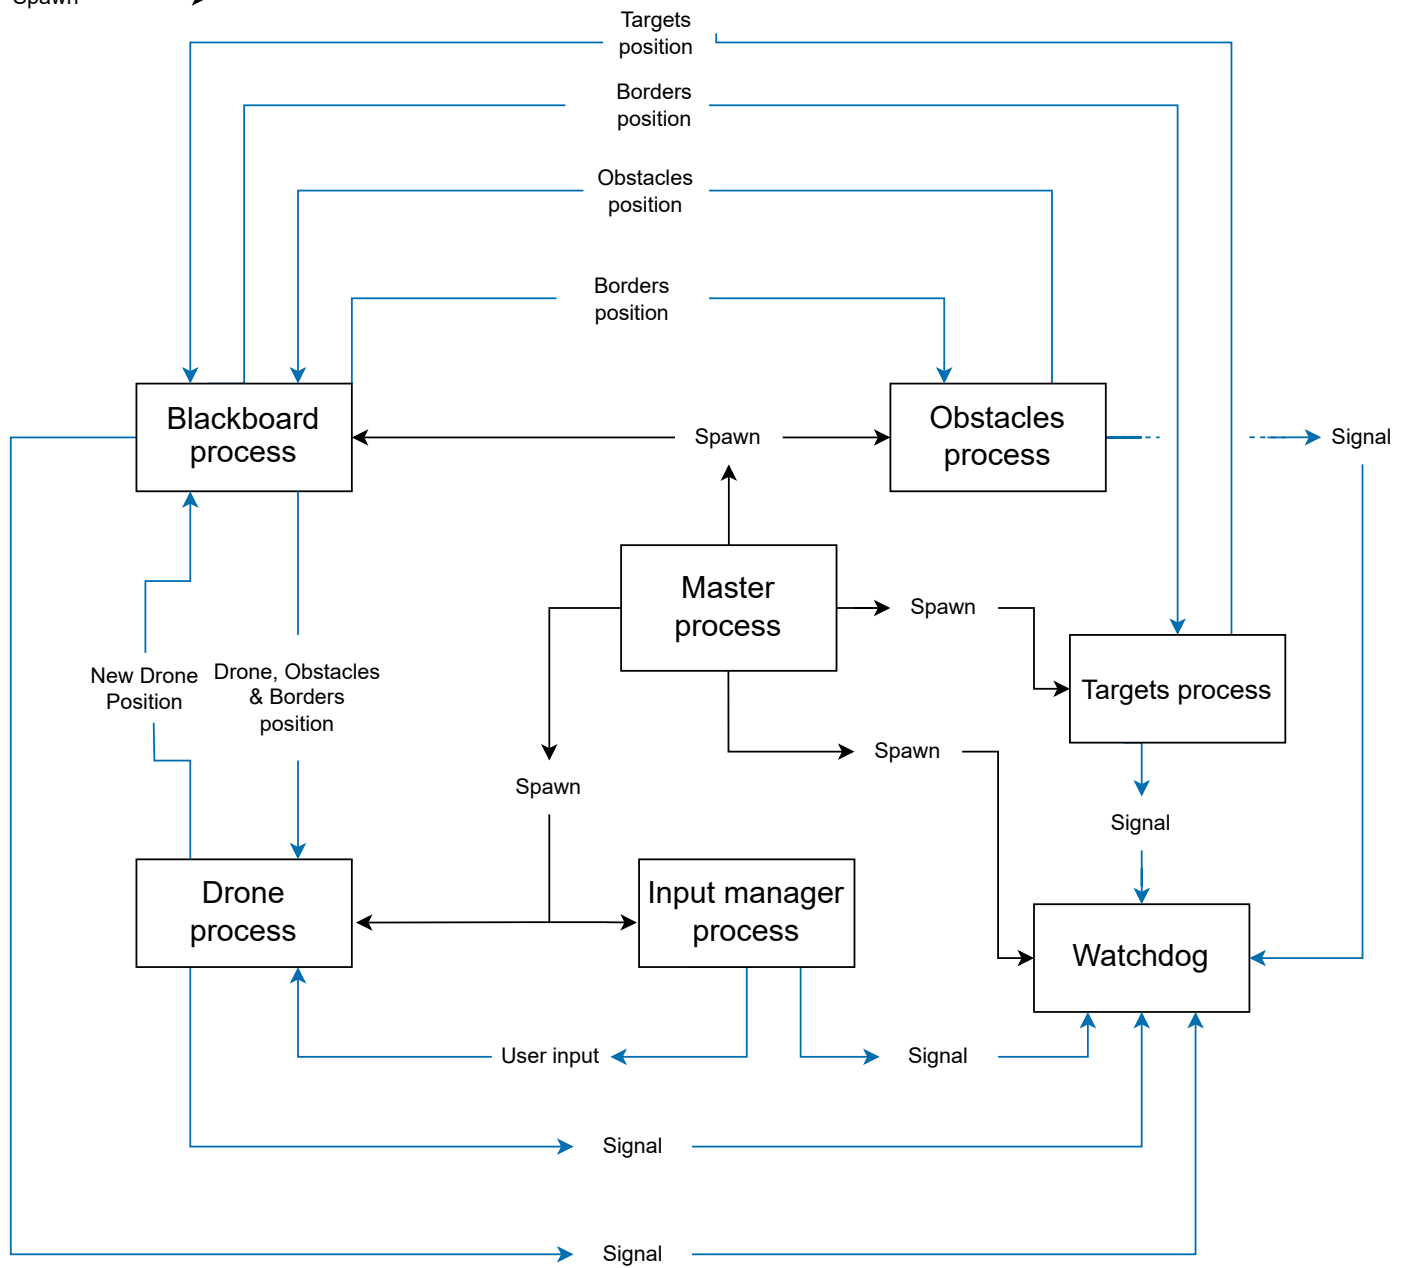 Spawn
Targets
position
Borders
position
Obstacles
position
Borders
position
Blackboard
process
Spawn
Obstacles
process
Signal
Master
process
Spawn
New Drone
Position
Drone, Obstacles
& Borders
position
Targets process
Spawn
Spawn
Signal
Drone
process
Input manager
process
Watchdog
User input
Signal
Signal
Signal